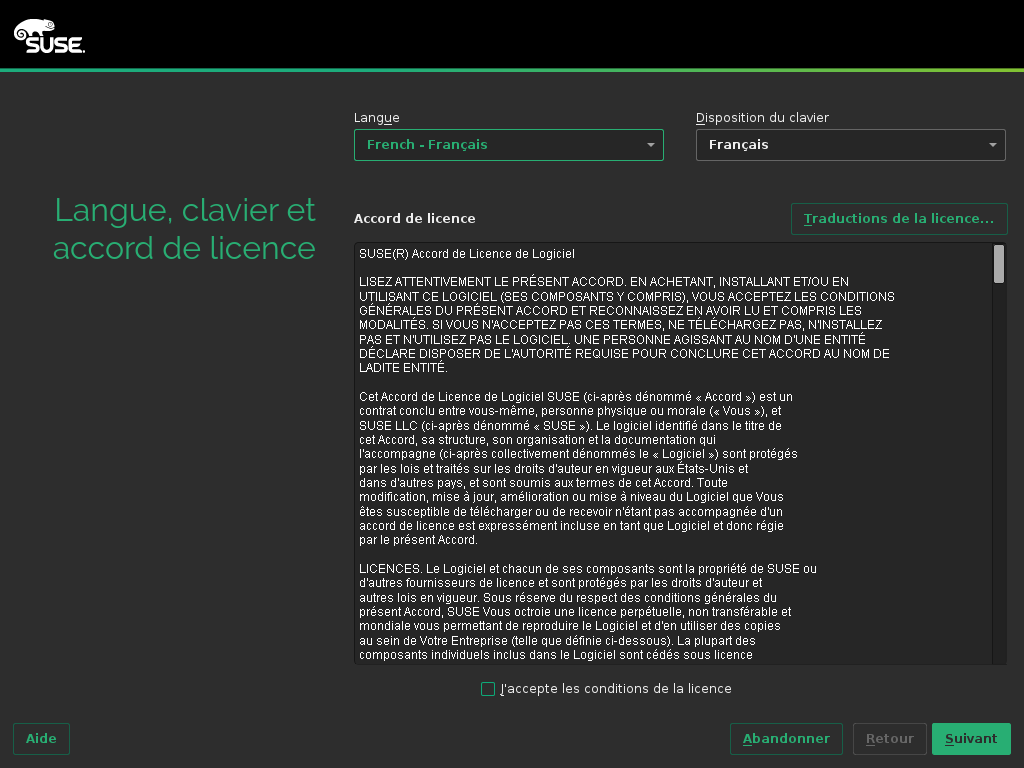 SUSE.
Langue
Disposition du clavier
French - Français
Français
Langue, clavier et
accord de licence
Accord de licence
Traductions de la licence...
SUSE(R) Accord de Licence de Logiciel
LISEZ ATTENTIVEMENT LE PRÉSENT ACCORD. EN ACHETANT, INSTALLANT ET/OU EN
UTILISANT CE LOGICIEL (SES COMPOSANTS Y COMPRIS), VOUS ACCEPTEZ LES CONDITIONS
GÉNÉRALES DU PRÉSENT ACCORD ET RECONNAISSEZ EN AVOIR LU ET COMPRIS LES
MODALITÉS. SI VOUS N'ACCEPTEZ PAS CES TERMES, NE TÉLÉCHARGEZ PAS, N'INSTALLEZ
PAS ET N'UTILISEZ PAS LE LOGICIEL. UNE PERSONNE AGISSANT AU NOM D'UNE ENTITÉ
DÉCLARE DISPOSER DE L'AUTORITÉ REQUISE POUR CONCLURE CET ACCORD AU NOM DE
LADITE ENTITÉ.
Cet Accord de Licence de Logiciel SUSE (ci-après dénommé « Accord ») est un
contrat conclu entre vous-même, personne physique ou morale (« Vous »), et
SUSE LLC (ci-après dénommé « SUSE »). Le logiciel identifié dans le titre de
cet Accord, sa structure, son organisation et la documentation qui
l'accompagne (ci-après collectivement dénommés le « Logiciel ») sont protégés
par les lois et traités sur les droits d'auteur en vigueur aux États-Unis et
dans d'autres pays, et sont soumis aux termes de cet Accord. Toute
modification, mise à jour, amélioration ou mise à niveau du Logiciel que Vous
êtes susceptible de télécharger ou de recevoir n'étant pas accompagnée d'un
accord de licence est expressément incluse en tant que Logiciel et donc régie
par le présent Accord.
LICENCES. Le Logiciel et chacun de ses composants sont la propriété de SUSE ou
d'autres fournisseurs de licence et sont protégés par les droits d'auteur et
autres lois en vigueur. Sous réserve du respect des conditions générales du
présent Accord, SUSE Vous octroie une licence perpétuelle, non transférable et
mondiale vous permettant de reproduire le Logiciel et d'en utiliser des copies
au sein de Votre Entreprise (telle que définie ci-dessous). La plupart des
composants individuels inclus dans le Logiciel sont cédés sous licence
J'accepte les conditions de la licence
Aide
Abandonner
Retour
Suivant